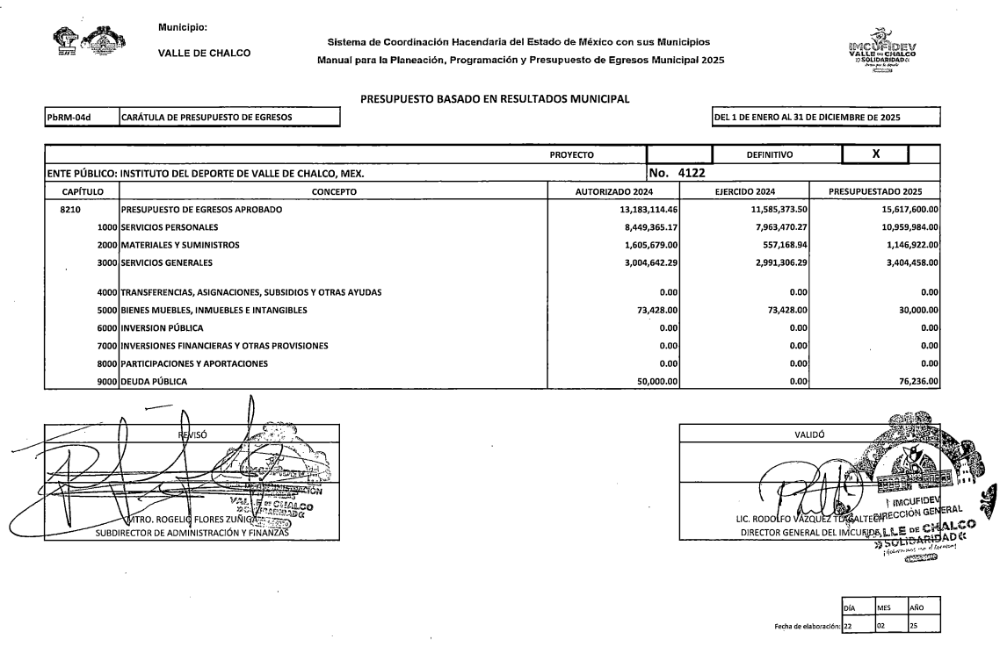 Municipio:
VALLE DE CHALCO
Sistema de Coordinación Hacendaria del Estado de México con sus Municipios
Manual para la Planeación, Programación y Presupuesto de Egresos Municipal 2025
IMCUFIDEV
VALLE DE CHALCO
SOLIDARIDAD
PRESUPUESTO BASADO EN RESULTADOS MUNICIPAL
PbRM-04d CARÁTULA DE PRESUPUESTO DE EGRESOS DEL 1 DE ENERO AL 31 DE DICIEMBRE DE 2025
PROYECTO DEFINITIVO X
ENTE PÚBLICO: INSTITUTO DEL DEPORTE DE VALLE DE CHALCO, MEX. No. 4122
CAPÍTULO CONCEPTO AUTORIZADO 2024 EJERCIDO 2024 PRESUPUESTADO 2025
8210 PRESUPUESTO DE EGRESOS APROBADO 13,183,114.46 11,585,373.50 15,617,600.00
1000 SERVICIOS PERSONALES 8,449,365.17 7,963,470.27 10,959,984.00
2000 MATERIALES Y SUMINISTROS 1,605,679.00 557,168.94 1,146,922.00
3000 SERVICIOS GENERALES 3,004,642.29 2,991,306.29 3,404,458.00
4000 TRANSFERENCIAS, ASIGNACIONES, SUBSIDIOS Y OTRAS AYUDAS 0.00 0.00 0.00
5000 BIENES MUEBLES, INMUEBLES E INTANGIBLES 73,428.00 73,428.00 30,000.00
6000 INVERSION PÚBLICA 0.00 0.00 0.00
7000 INVERSIONES FINANCIERAS Y OTRAS PROVISIONES 0.00 0.00 0.00
8000 PARTICIPACIONES Y APORTACIONES 0.00 0.00 0.00
9000 DEUDA PÚBLICA 50,000.00 0.00 76,236.00
REVISÓ
IMCUFIDEV
VALLE DE CHALCO
MTRO. ROGELIO FLORES ZUÑIGA
SUBDIRECTOR DE ADMINISTRACIÓN Y FINANZAS
VALIDÓ
IMCUFIDEV
DIRECCIÓN GENERAL
VALLE DE CHALCO
SOLIDARIDAD
LIC. RODOLFO VÁZQUEZ
DIRECTOR GENERAL DEL
DÍA MES AÑO
Fecha de elaboración: 22 02 25